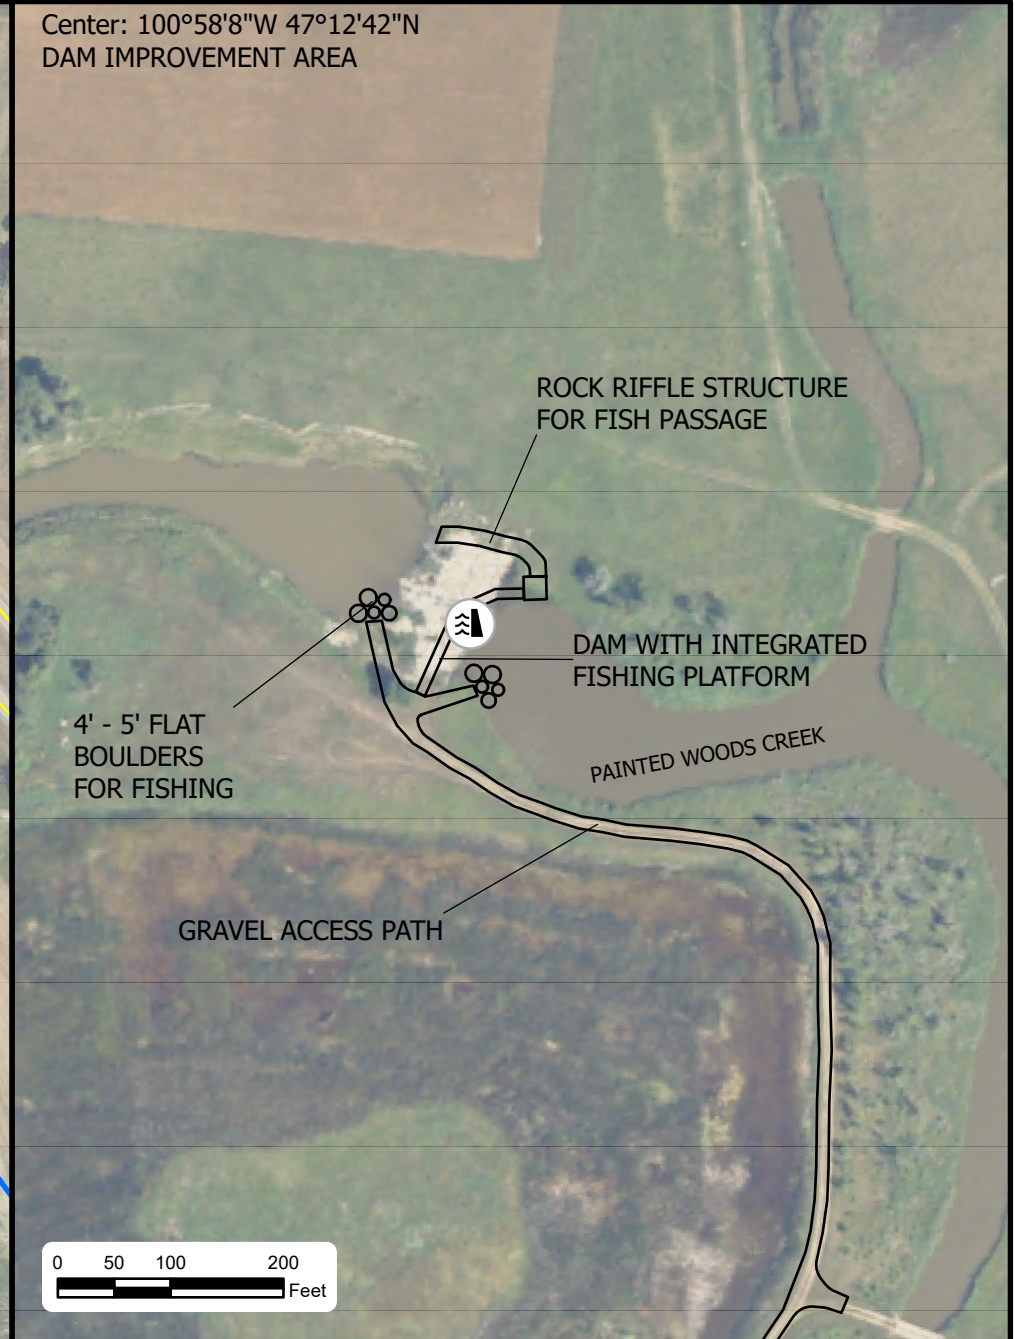 Center: 100°58'8"W 47°12'42"N
DAM IMPROVEMENT AREA
ROCK RIFFLE STRUCTURE
FOR FISH PASSAGE
DAM WITH INTEGRATED
FISHING PLATFORM
4' - 5' FLAT
BOULDERS
FOR FISHING
PAINTED WOODS CREEK
GRAVEL ACCESS PATH
0 50 100 200
Feet